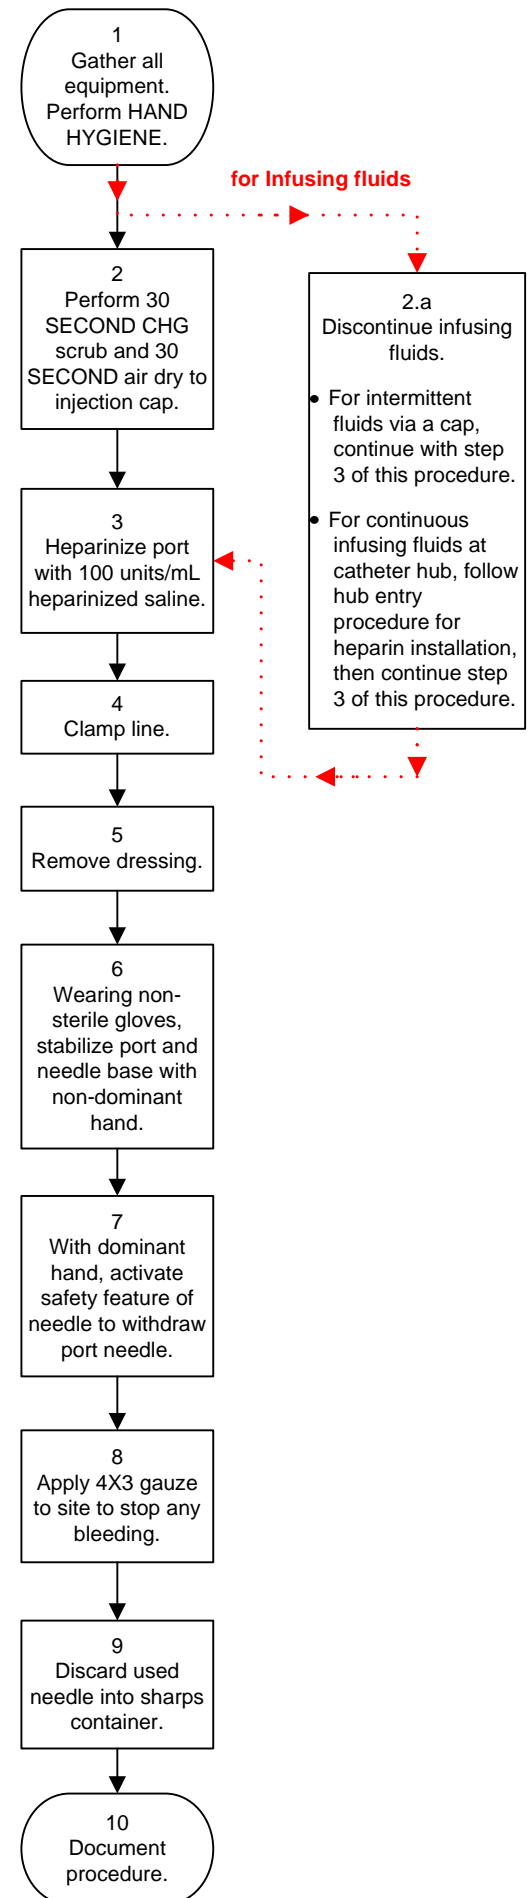 1
Gather all
equipment.
Perform HAND
HYGIENE.
for Infusing fluids
2
Perform 30
SECOND CHG
scrub and 30
SECOND air dry to
injection cap.
2.a
Discontinue infusing
fluids.
• For intermittent
fluids via a cap,
continue with step
3 of this procedure.
• For continuous
infusing fluids at
catheter hub, follow
hub entry
procedure for
heparin installation,
then continue step
3 of this procedure.
3
Heparinize port
with 100 units/mL
heparinized saline.
4
Clamp line.
5
Remove dressing.
6
Wearing non-
sterile gloves,
stabilize port and
needle base with
non-dominant
hand.
7
With dominant
hand, activate
safety feature of
needle to withdraw
port needle.
8
Apply 4X3 gauze
to site to stop any
bleeding.
9
Discard used
needle into sharps
container.
10
Document
procedure.